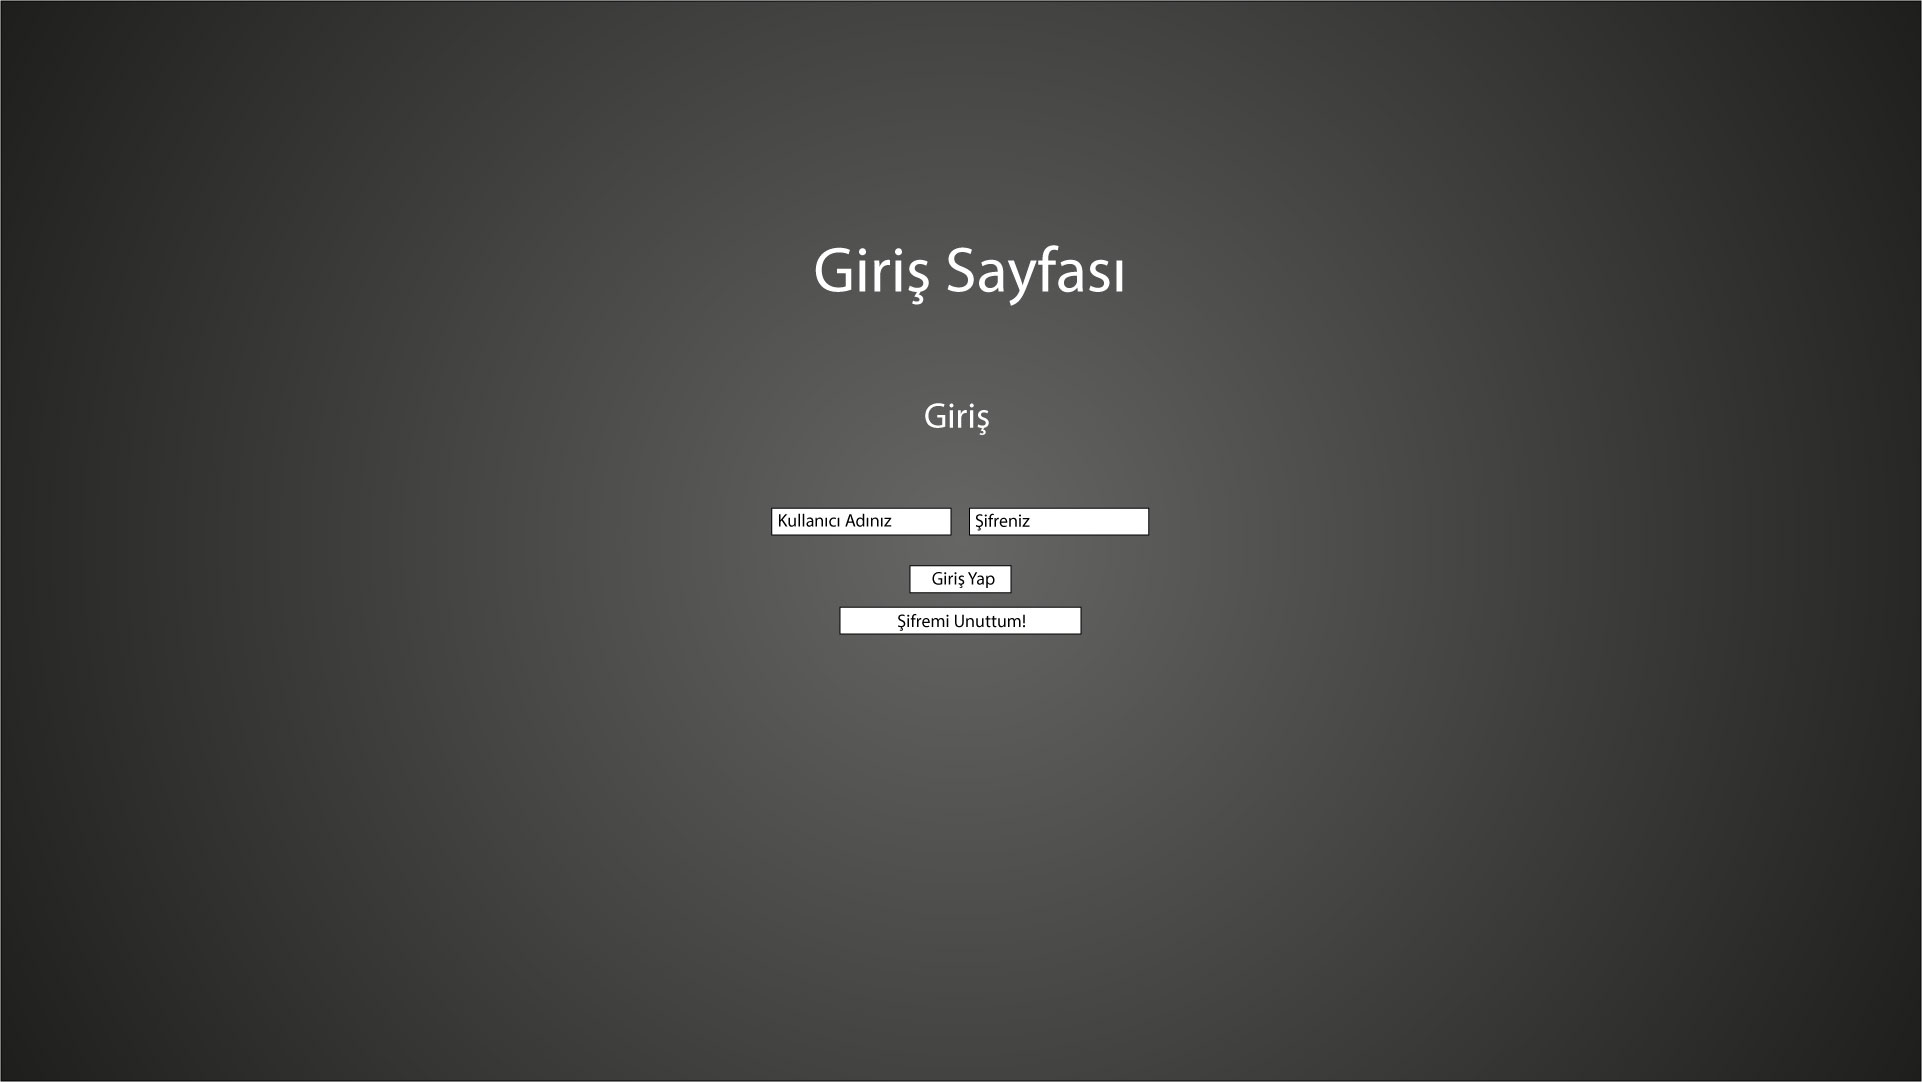 Giriş Sayfası
Giriş
Kullanıcı Adınız Şifreniz
Giriş Yap
Şifremi Unuttum!